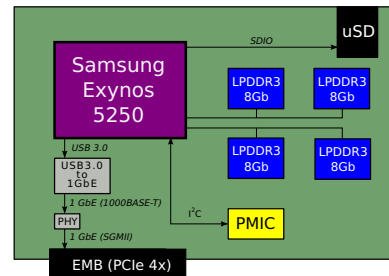 uSD
SDIO
Samsung
Exynos
5250
LPDDR3
8Gb
LPDDR3
8Gb
LPDDR3
8Gb
LPDDR3
8Gb
USB 3.0
USB3.0
to
1GbE
1 GbE (1000BASE-T)
PHY
1 GbE (SGMII)
I²C
PMIC
EMB (PCIe 4x)